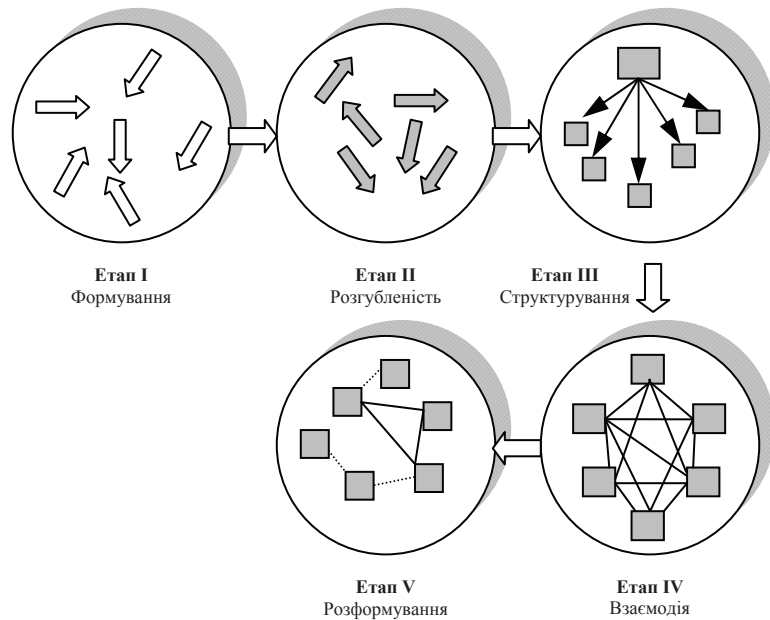 Етап I
Формування
Етап II
Розгубленість
Етап III
Структурування
Етап V
Розформування
Етап IV
Взаємодія